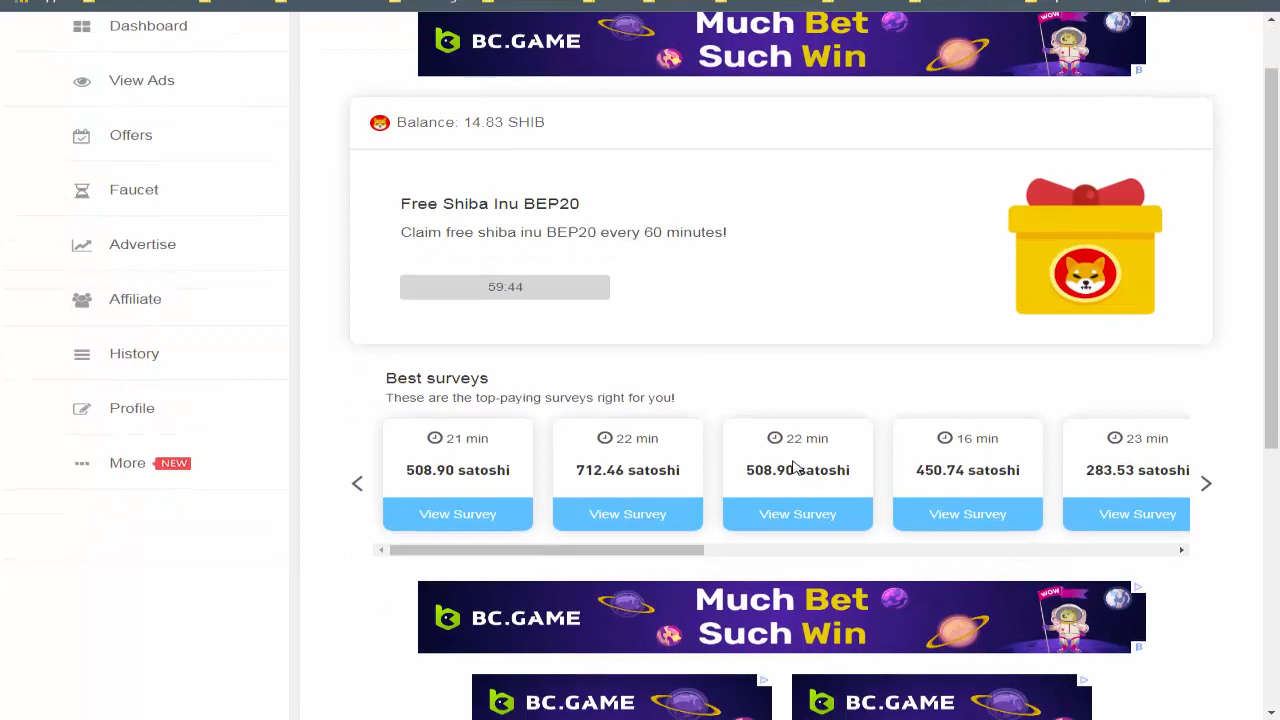 Dashboard
View Ads
Offers
Faucet
Advertise
Affiliate
History
Profile
More NEW
BC.GAME
Much Bet
Such Win
WOW
B
Balance: 14.83 SHIB
Free Shiba Inu BEP20
Claim free shiba inu BEP20 every 60 minutes!
59:44
Best surveys
These are the top-paying surveys right for you!
21 min
508.90 satoshi
View Survey
22 min
712.46 satoshi
View Survey
22 min
508.90 satoshi
View Survey
16 min
450.74 satoshi
View Survey
23 min
283.53 satoshi
View Survey
BC.GAME
Much Bet
Such Win
WOW
B
BC.GAME
BC.GAME